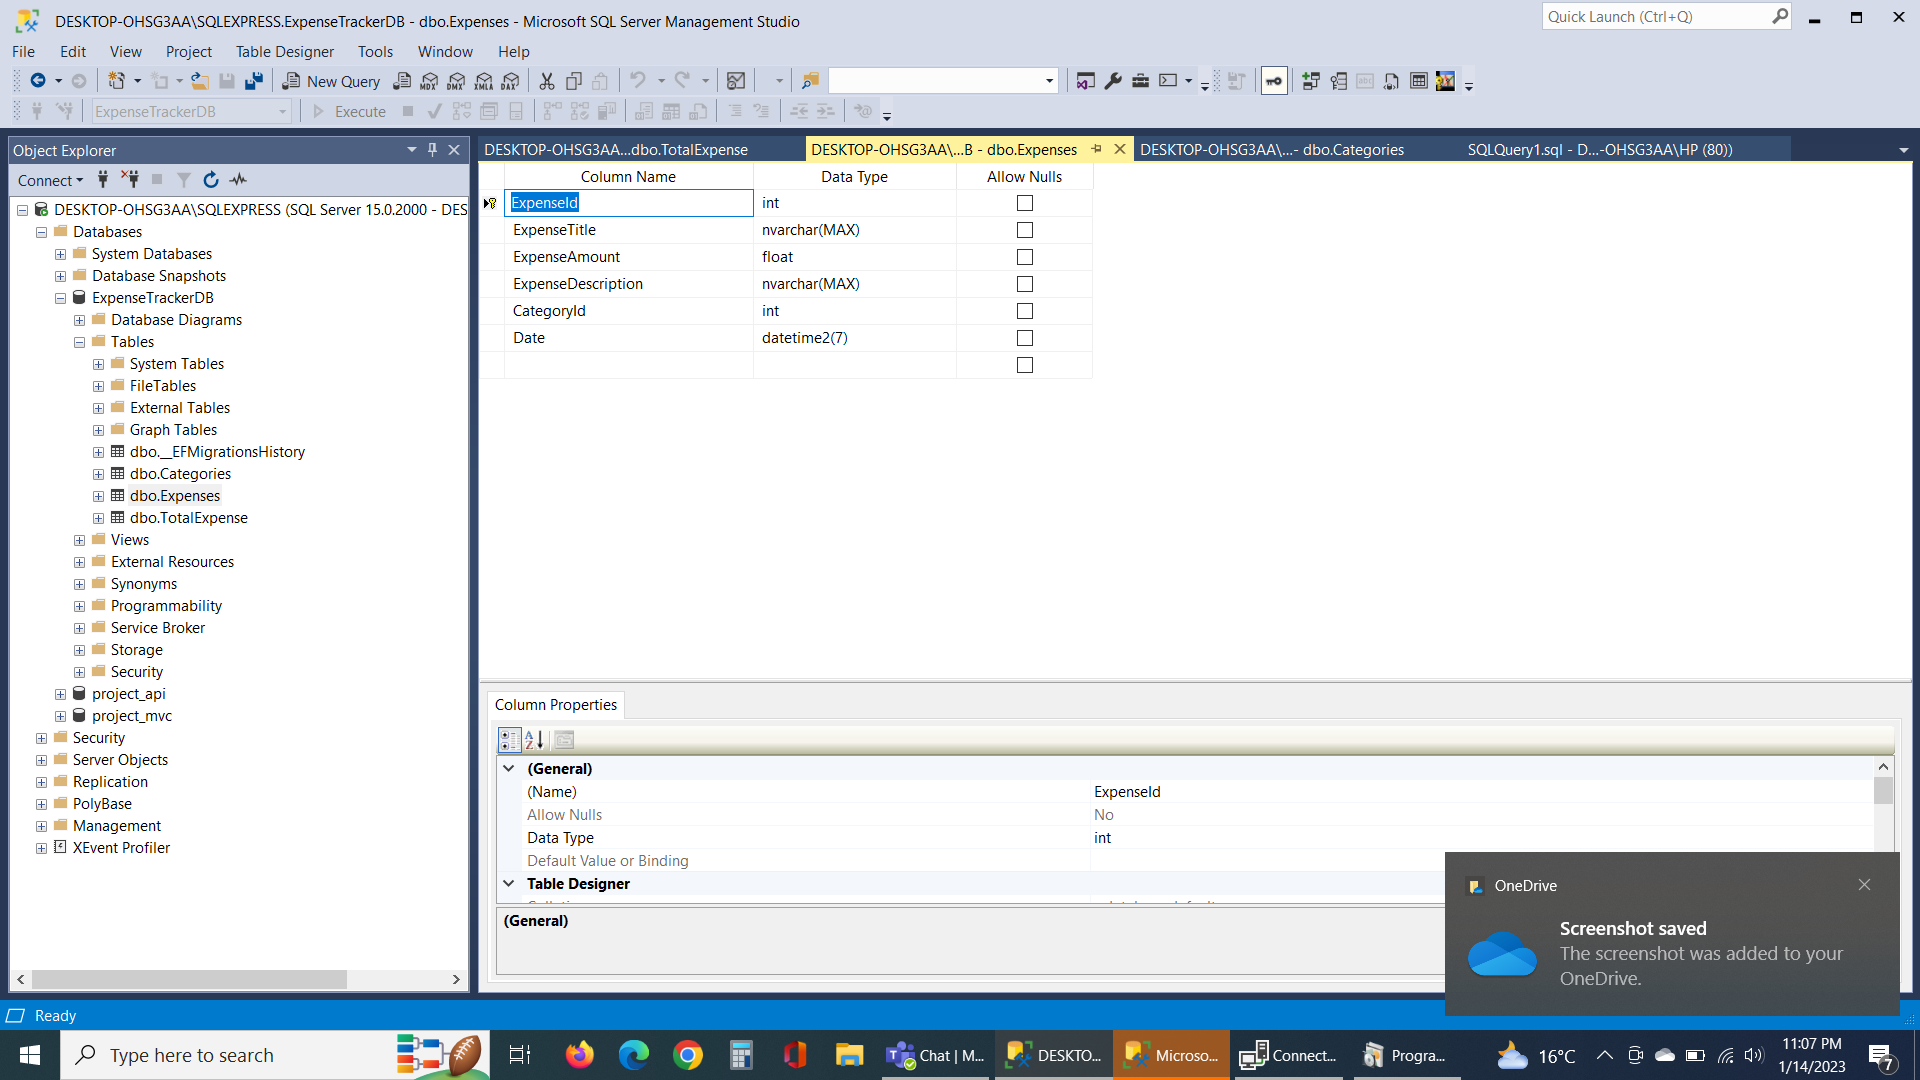 DESKTOP-OHSG3AA\SQLEXPRESS.ExpenseTrackerDB - dbo.Expenses - Microsoft SQL Server Management Studio
Quick Launch (Ctrl+Q)
File Edit View Project Table Designer Tools Window Help
New Query MDX DMX XMLA DAX
ExpenseTrackerDB Execute
Object Explorer
Connect
DESKTOP-OHSG3AA\SQLEXPRESS (SQL Server 15.0.2000 - DES
Databases
System Databases
Database Snapshots
ExpenseTrackerDB
Database Diagrams
Tables
System Tables
FileTables
External Tables
Graph Tables
dbo.__EFMigrationsHistory
dbo.Categories
dbo.Expenses
dbo.TotalExpense
Views
External Resources
Synonyms
Programmability
Service Broker
Storage
Security
project_api
project_mvc
Security
Server Objects
Replication
PolyBase
Management
XEvent Profiler
DESKTOP-OHSG3AA...dbo.TotalExpense DESKTOP-OHSG3AA\...B - dbo.Expenses DESKTOP-OHSG3AA\...- dbo.Categories SQLQuery1.sql - D...-OHSG3AA\HP (80))
Column Name Data Type Allow Nulls
ExpenseId int
ExpenseTitle nvarchar(MAX)
ExpenseAmount float
ExpenseDescription nvarchar(MAX)
CategoryId int
Date datetime2(7)
Column Properties
(General)
(Name) ExpenseId
Allow Nulls No
Data Type int
Default Value or Binding
Table Designer
(General)
OneDrive
Screenshot saved
The screenshot was added to your
OneDrive.
Ready
Type here to search
Chat | M...
DESKTO...
Microso...
Connect...
Progra...
16°C
11:07 PM
1/14/2023
7